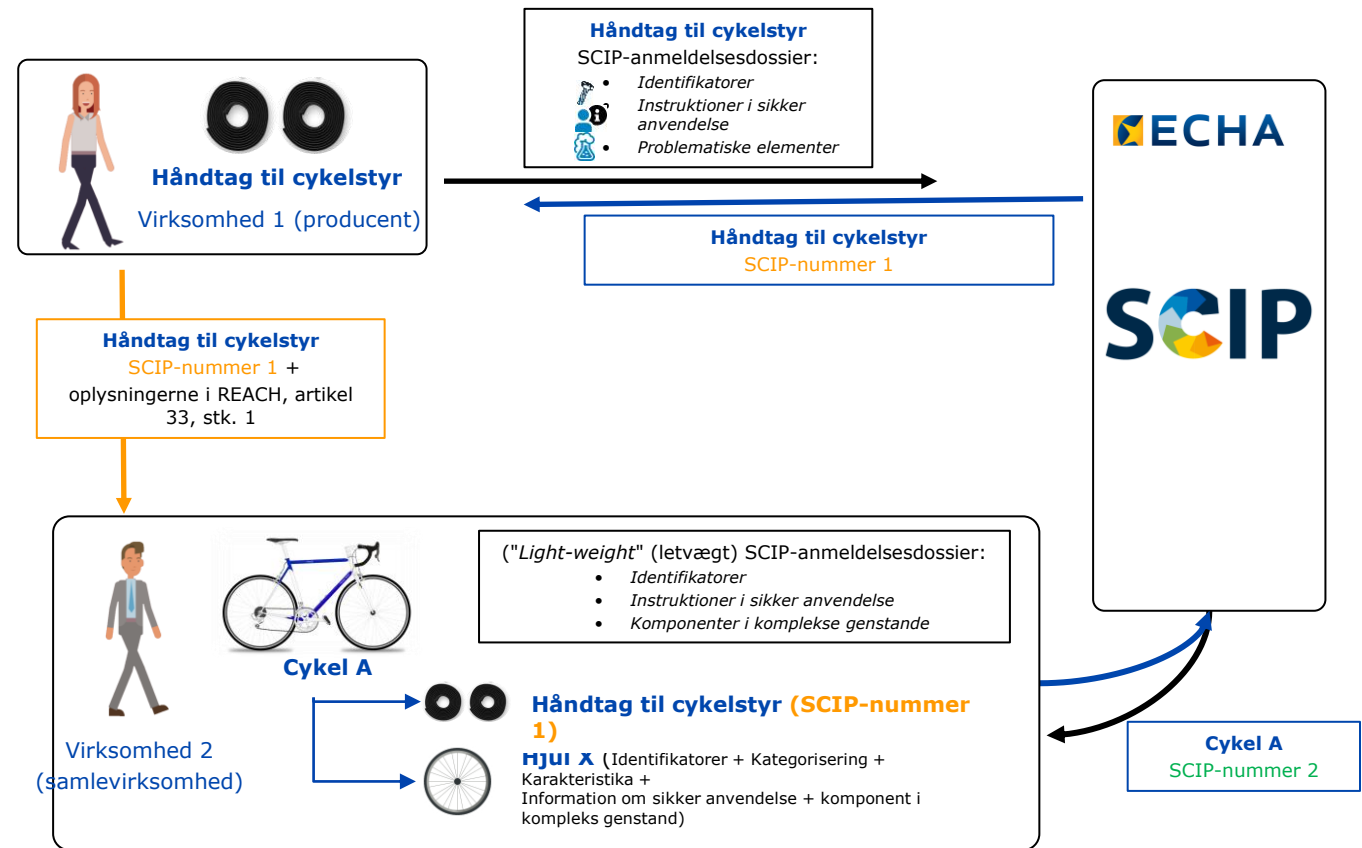 Håndtag til cykelstyr
SCIP-anmeldelsesdossier:
• Identifikatorer
• Instruktioner i sikker
anvendelse
• Problematiske elementer
Håndtag til cykelstyr
Virksomhed 1 (producent)
ECHA
SCIP
Håndtag til cykelstyr
SCIP-nummer 1
Håndtag til cykelstyr
SCIP-nummer 1 +
oplysningerne i REACH, artikel
33, stk. 1
("Light-weight" (letvægt) SCIP-anmeldelsesdossier:
• Identifikatorer
• Instruktioner i sikker anvendelse
• Komponenter i komplekse genstande
Cykel A
Håndtag til cykelstyr (SCIP-nummer
1)
Hjul X (Identifikatorer + Kategorisering +
Karakteristika +
Information om sikker anvendelse + komponent i
kompleks genstand)
Virksomhed 2
(samlevirksomhed)
Cykel A
SCIP-nummer 2